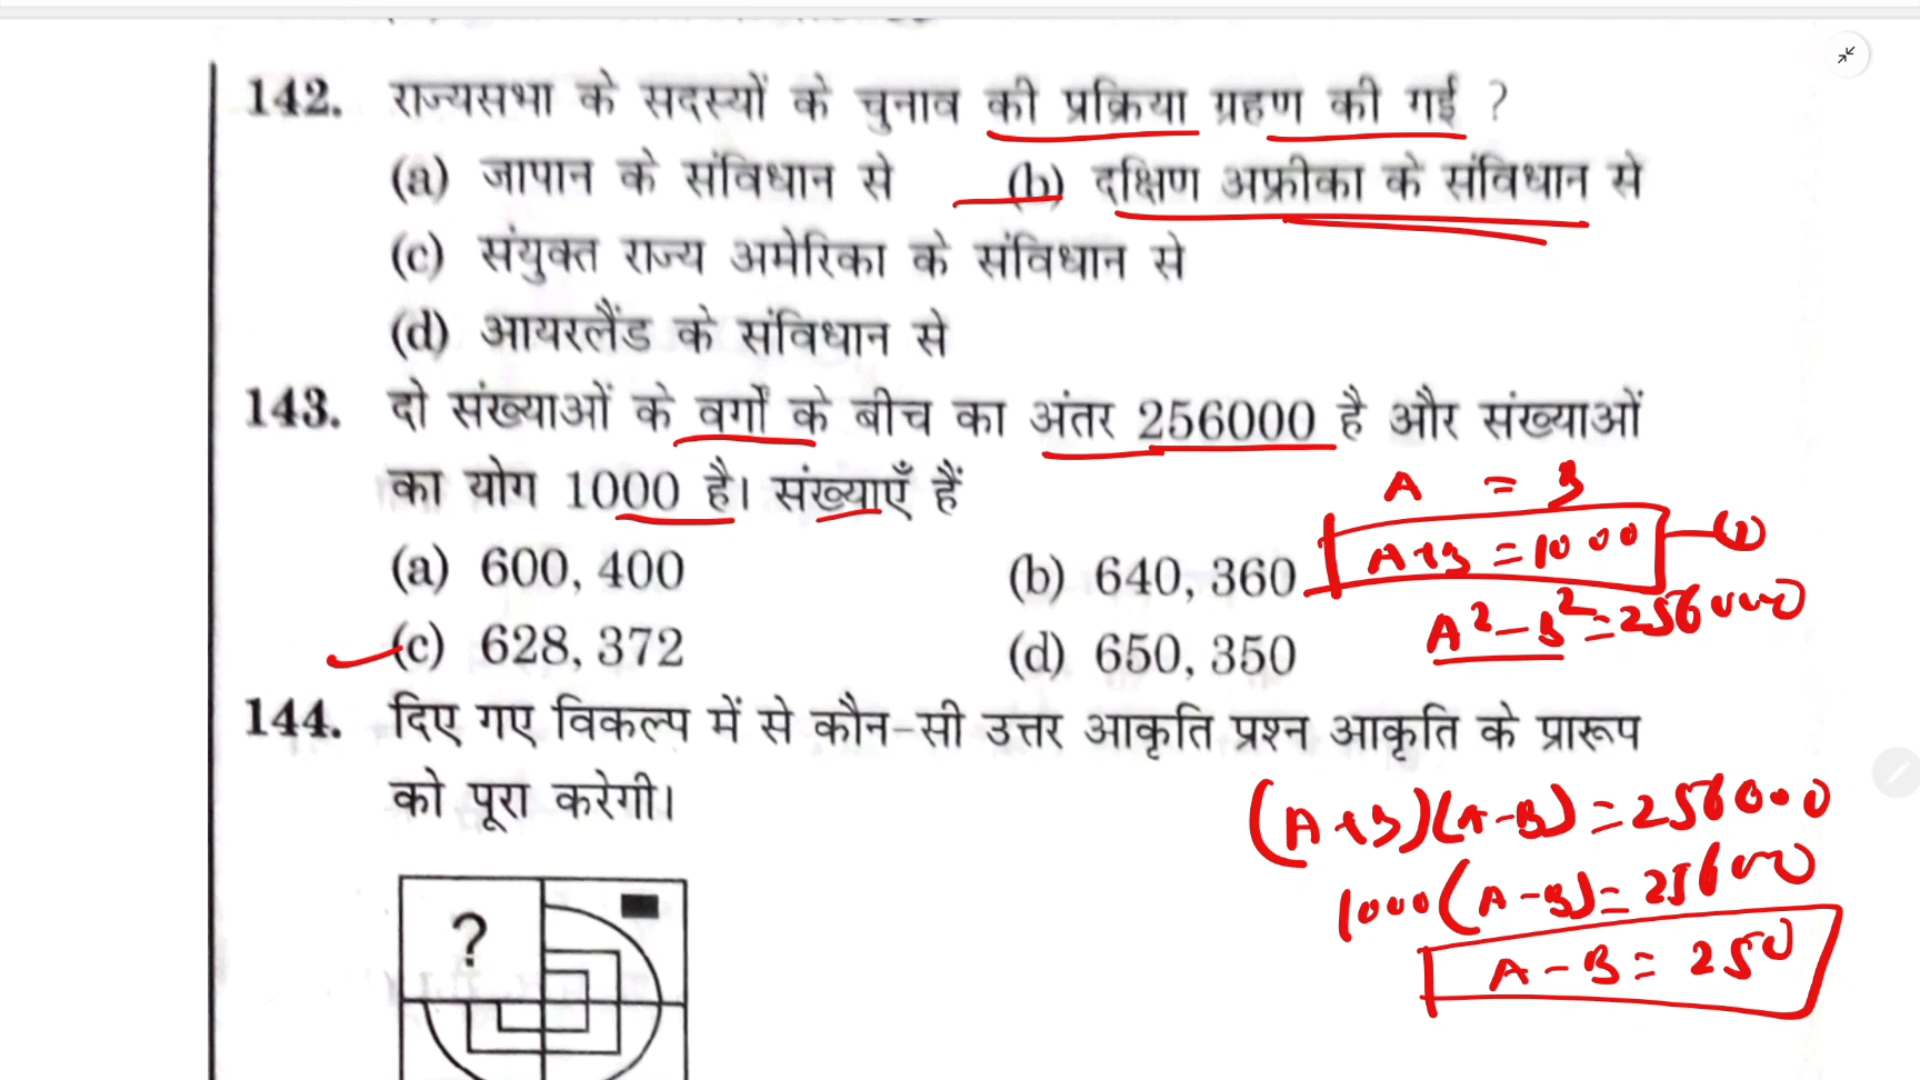 142. राज्यसभा के सदस्यों के चुनाव की प्रक्रिया ग्रहण की गई ?
(a) जापान के संविधान से (b) दक्षिण अफ्रीका के संविधान से
(c) संयुक्त राज्य अमेरिका के संविधान से
(d) आयरलैंड के संविधान से
143. दो संख्याओं के वर्गों के बीच का अंतर 256000 है और संख्याओं
का योग 1000 है। संख्याएँ हैं
(a) 600, 400 (b) 640, 360
(c) 628, 372 (d) 650, 350
A = B
A+B = 1000 — (1)
A² - B² = 256000
144. दिए गए विकल्प में से कौन-सी उत्तर आकृति प्रश्न आकृति के प्रारूप
को पूरा करेगी।
(A+B)(A-B) = 256000
1000(A-B) = 256000
A - B = 250
?